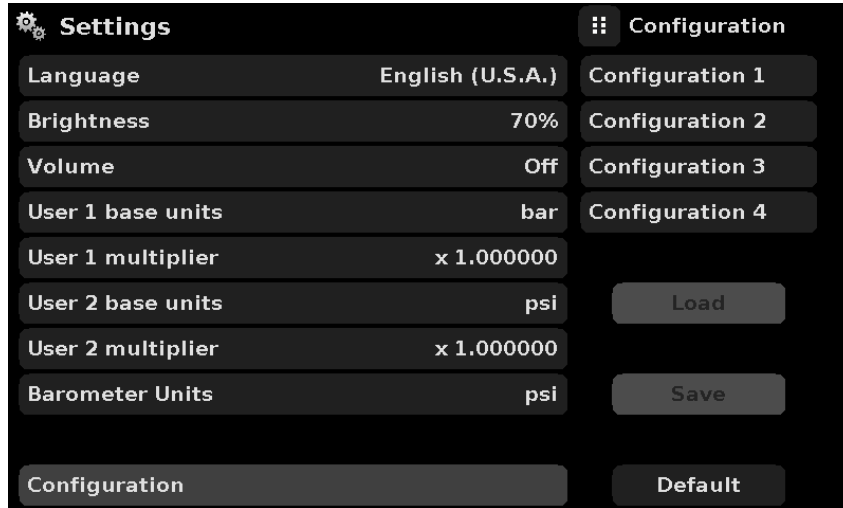 Settings
Language English (U.S.A.)
Brightness 70%
Volume Off
User 1 base units bar
User 1 multiplier x 1.000000
User 2 base units psi
User 2 multiplier x 1.000000
Barometer Units psi
Configuration
Configuration
Configuration 1
Configuration 2
Configuration 3
Configuration 4
Load
Save
Default